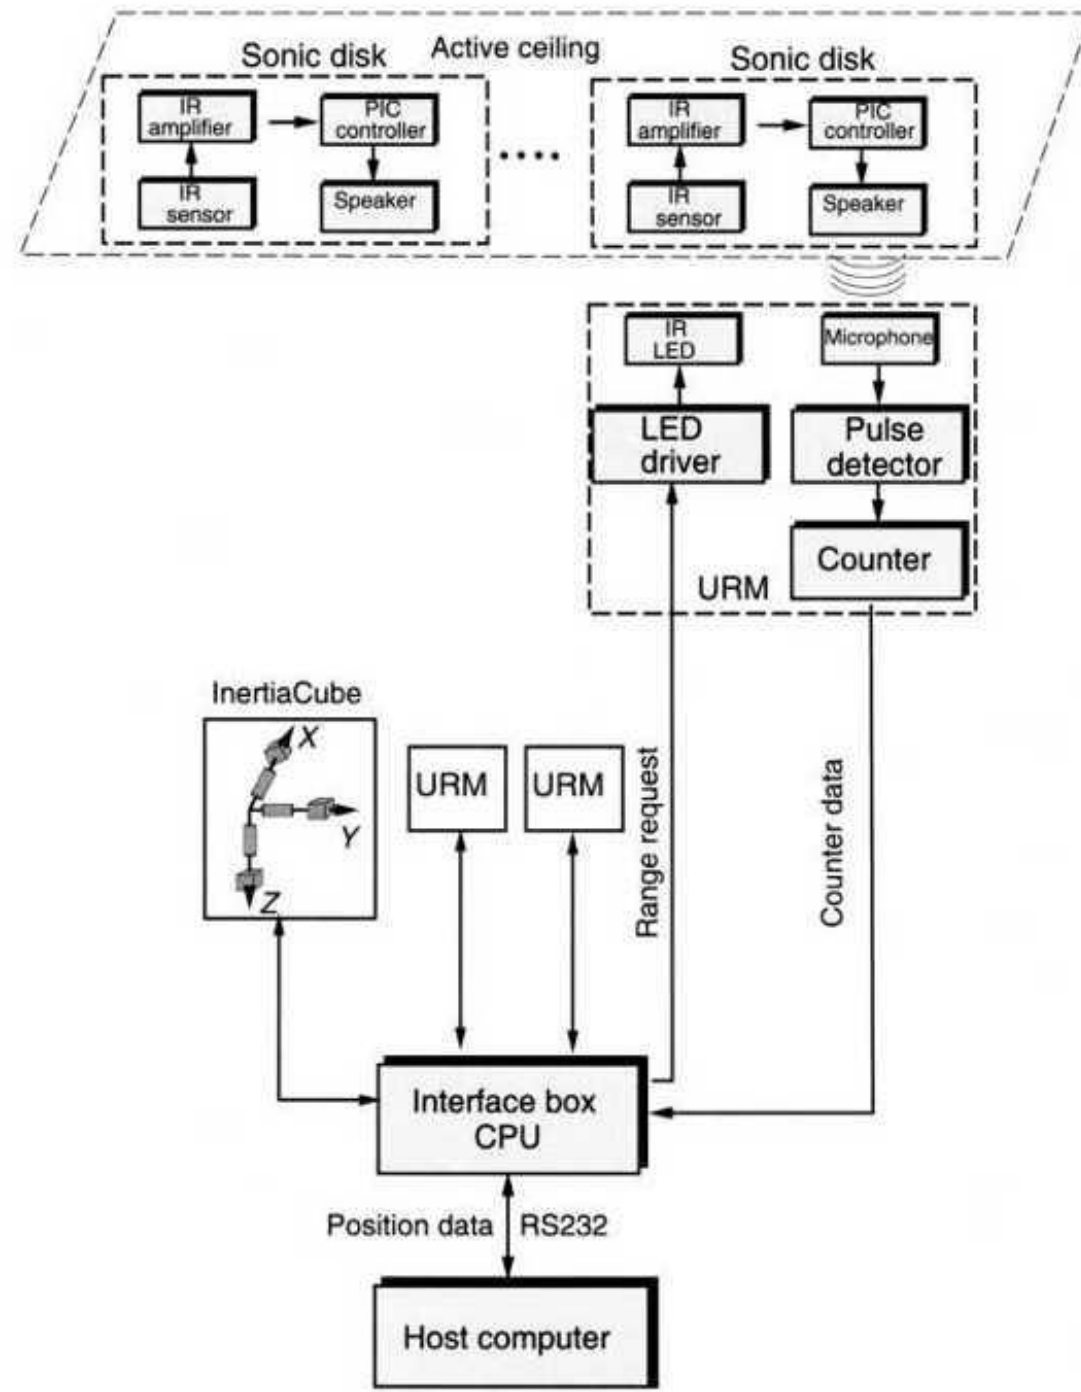 Active ceiling
Sonic disk
IR
amplifier
PIC
controller
IR
sensor
Speaker
Sonic disk
IR
amplifier
PIC
controller
IR
sensor
Speaker
IR
LED
Microphone
LED
driver
Pulse
detector
Counter
URM
InertiaCube
X
Y
Z
URM
URM
Range request
Counter data
Interface box
CPU
Position data
RS232
Host computer